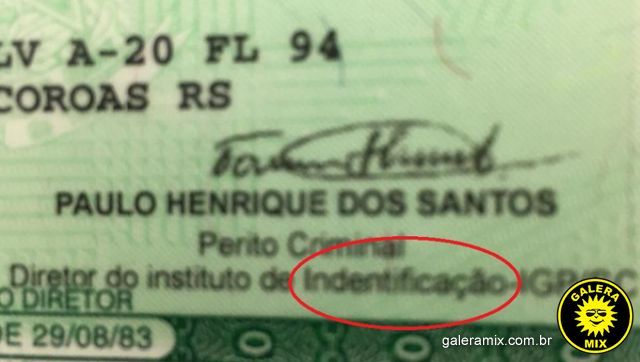 LV A-20 FL 94
COROAS RS
PAULO HENRIQUE DOS SANTOS
Perito Criminal
Diretor do instituto de Indentificação
O DIRETOR
DE 29/08/83
galeramix.com.br
GALERA
MIX